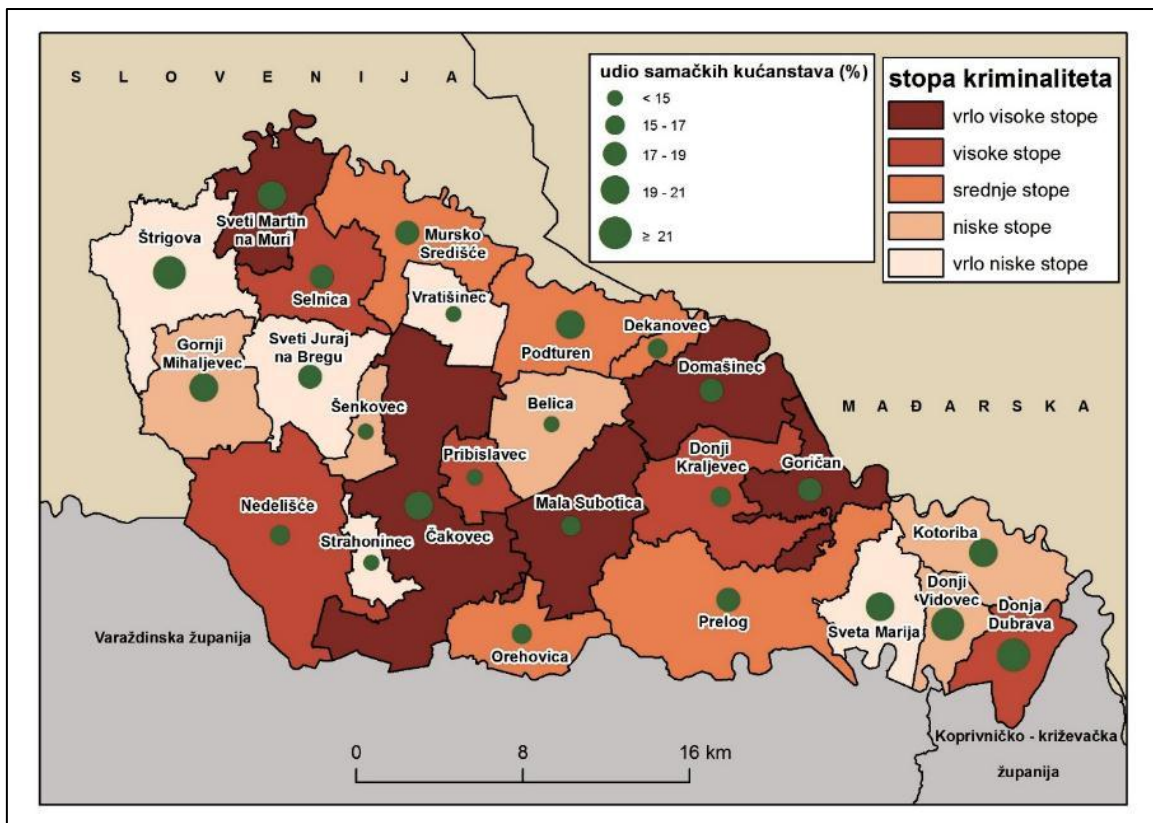 S L O V E N I J A
udio samačkih kućanstava (%)
< 15
15 - 17
17 - 19
19 - 21
≥ 21
stopa kriminaliteta
vrlo visoke stope
visoke stope
srednje stope
niske stope
vrlo niske stope
Sveti Martin
na Muri
Štrigova
Mursko
Središće
Selnica
Vratišinec
Gornji
Mihaljevec
Sveti Juraj
na Bregu
Podturen
Dekanovec
Domašinec
Šenkovec
Belica
M A Đ A R S K A
Pribislavec
Donji
Kraljevec
Goričan
Nedelišće
Mala Subotica
Strahoninec
Čakovec
Kotoriba
Donji
Vidovec
Donja
Dubrava
Prelog
Sveta Marija
Orehovica
Varaždinska županija
Koprivničko - križevačka
županija
0 8 16 km